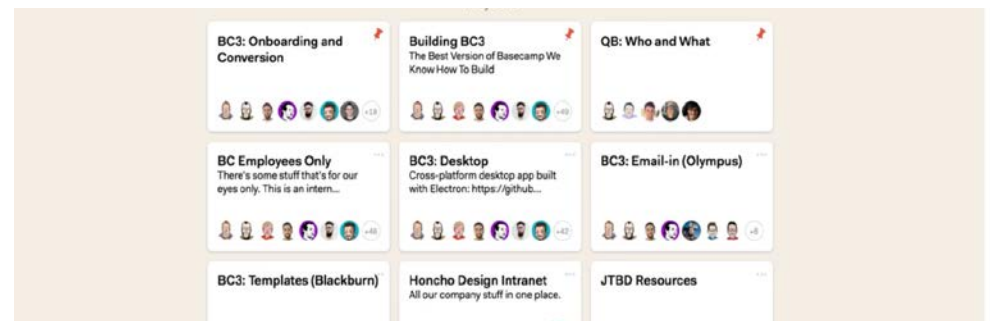 BC3: Onboarding and
Conversion
+18
Building BC3
The Best Version of Basecamp We
Know How To Build
+49
QB: Who and What
BC Employees Only
There's some stuff that's for our
eyes only. This is an intern...
+46
BC3: Desktop
Cross-platform desktop app built
with Electron: https://github...
+42
BC3: Email-in (Olympus)
+8
BC3: Templates (Blackburn)
Honcho Design Intranet
All our company stuff in one place.
JTBD Resources